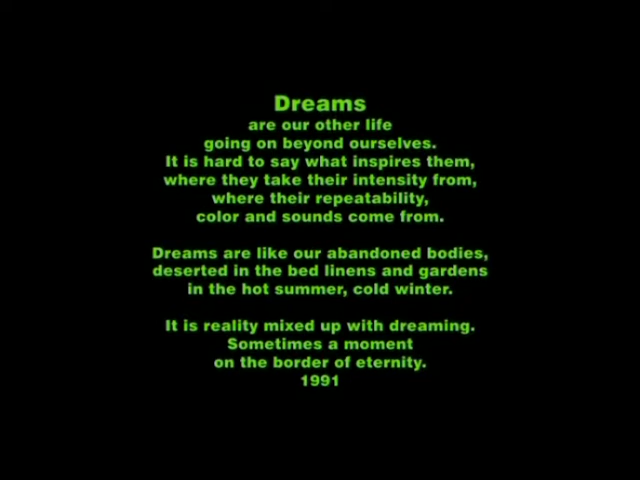 Dreams
are our other life
going on beyond ourselves.
It is hard to say what inspires them,
where they take their intensity from,
where their repeatability,
color and sounds come from.
Dreams are like our abandoned bodies,
deserted in the bed linens and gardens
in the hot summer, cold winter.
It is reality mixed up with dreaming.
Sometimes a moment
on the border of eternity.
1991